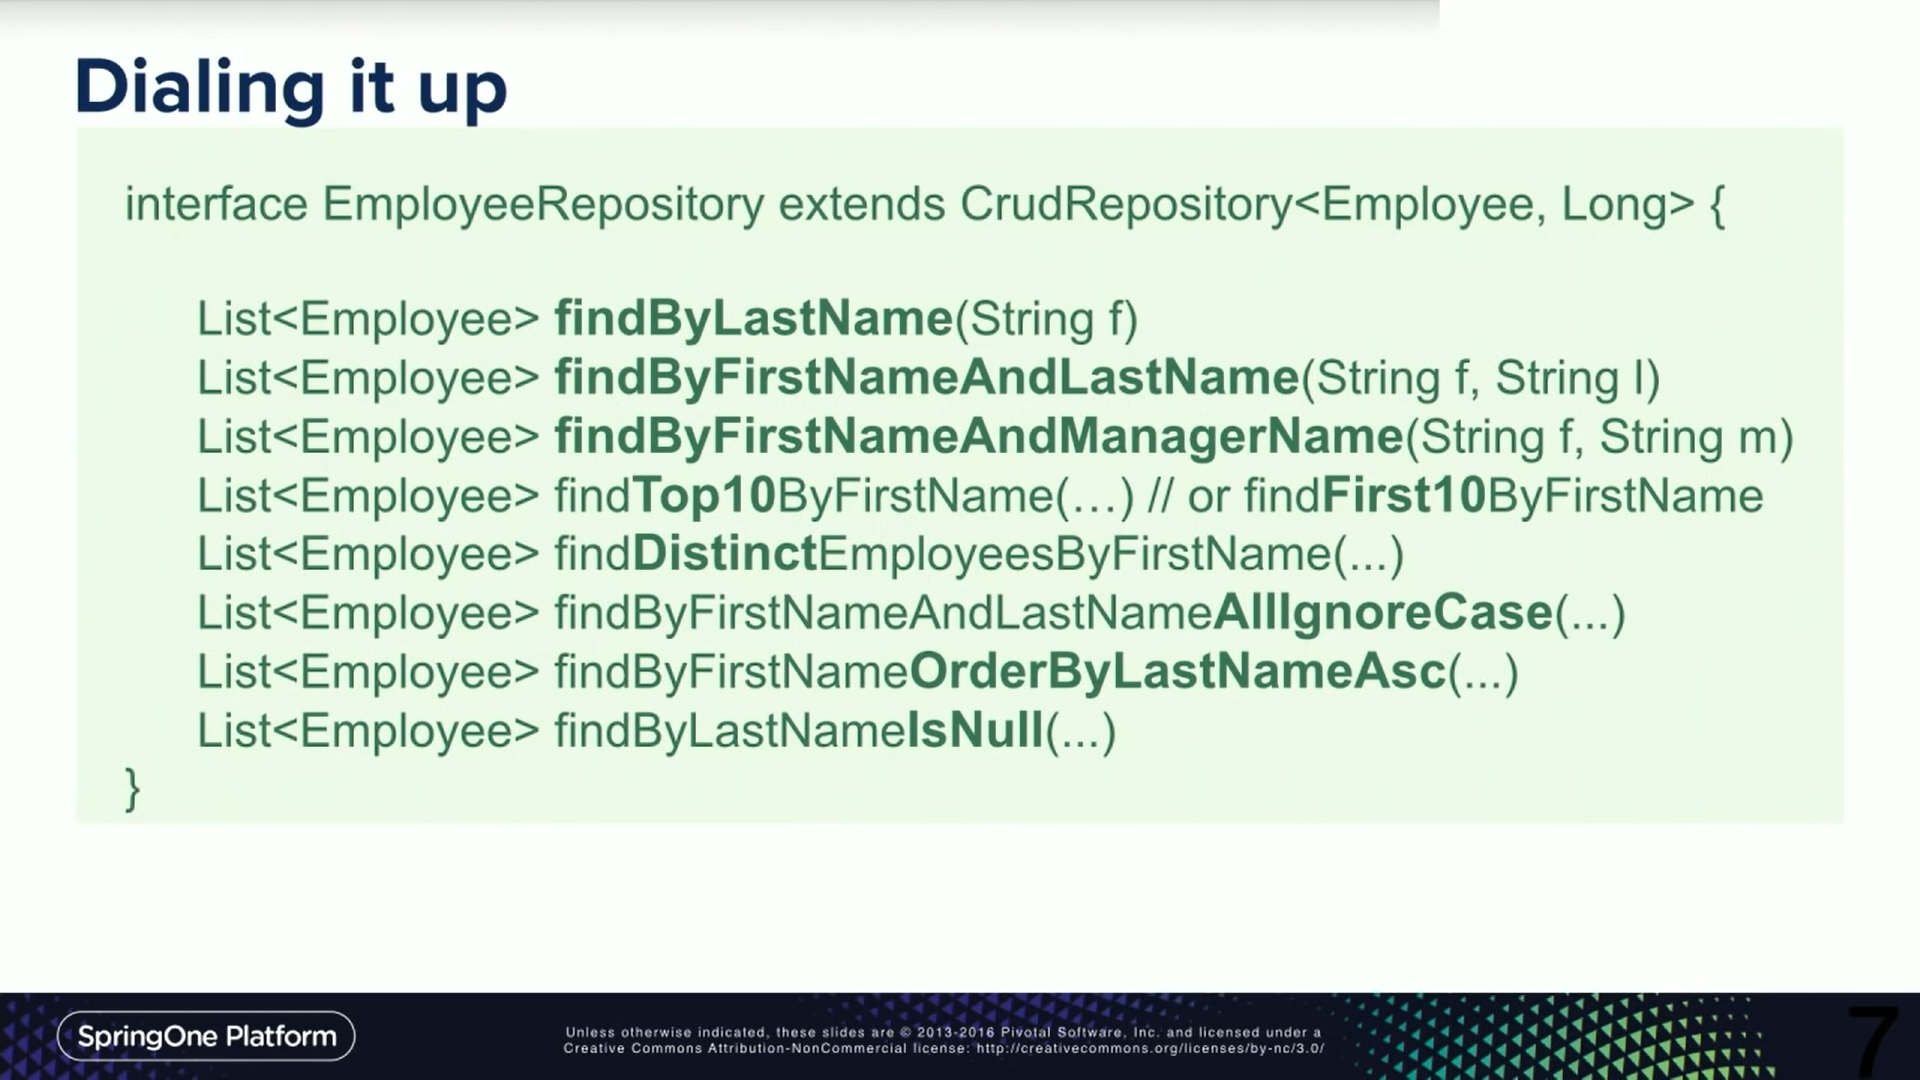 Dialing it up
interface EmployeeRepository extends CrudRepository<Employee, Long> {
List<Employee> findByLastName(String f)
List<Employee> findByFirstNameAndLastName(String f, String l)
List<Employee> findByFirstNameAndManagerName(String f, String m)
List<Employee> findTop10ByFirstName(…) // or findFirst10ByFirstName
List<Employee> findDistinctEmployeesByFirstName(...)
List<Employee> findByFirstNameAndLastNameAllIgnoreCase(...)
List<Employee> findByFirstNameOrderByLastNameAsc(...)
List<Employee> findByLastNameIsNull(...)
}
SpringOne Platform
Unless otherwise indicated, these slides are © 2013-2016 Pivotal Software, Inc. and licensed under a
Creative Commons Attribution-NonCommercial license: http://creativecommons.org/licenses/by-nc/3.0/
7